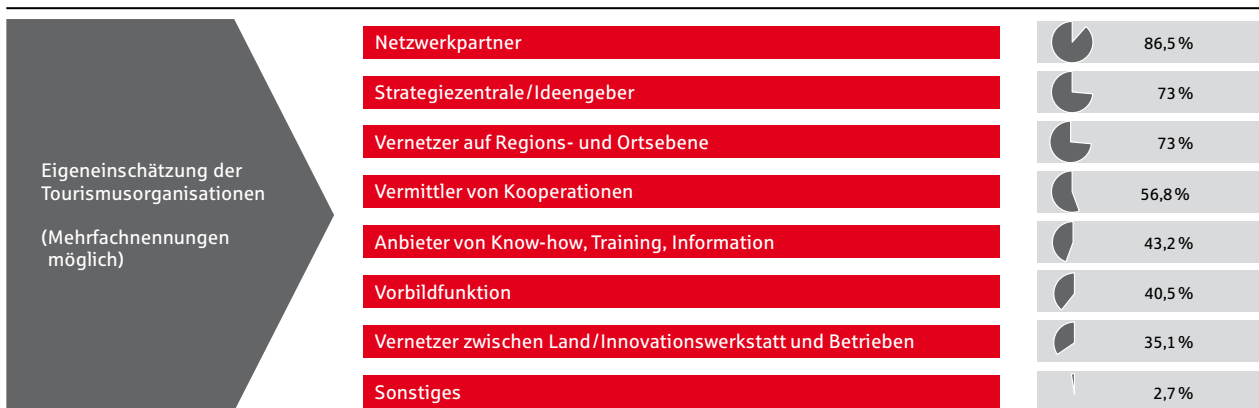 Eigeneinschätzung der
Tourismusorganisationen
(Mehrfachnennungen
möglich)
Netzwerkpartner 86,5 %
Strategiezentrale/Ideengeber 73 %
Vernetzer auf Regions- und Ortsebene 73 %
Vermittler von Kooperationen 56,8 %
Anbieter von Know-how, Training, Information 43,2 %
Vorbildfunktion 40,5 %
Vernetzer zwischen Land/Innovationswerkstatt und Betrieben 35,1 %
Sonstiges 2,7 %